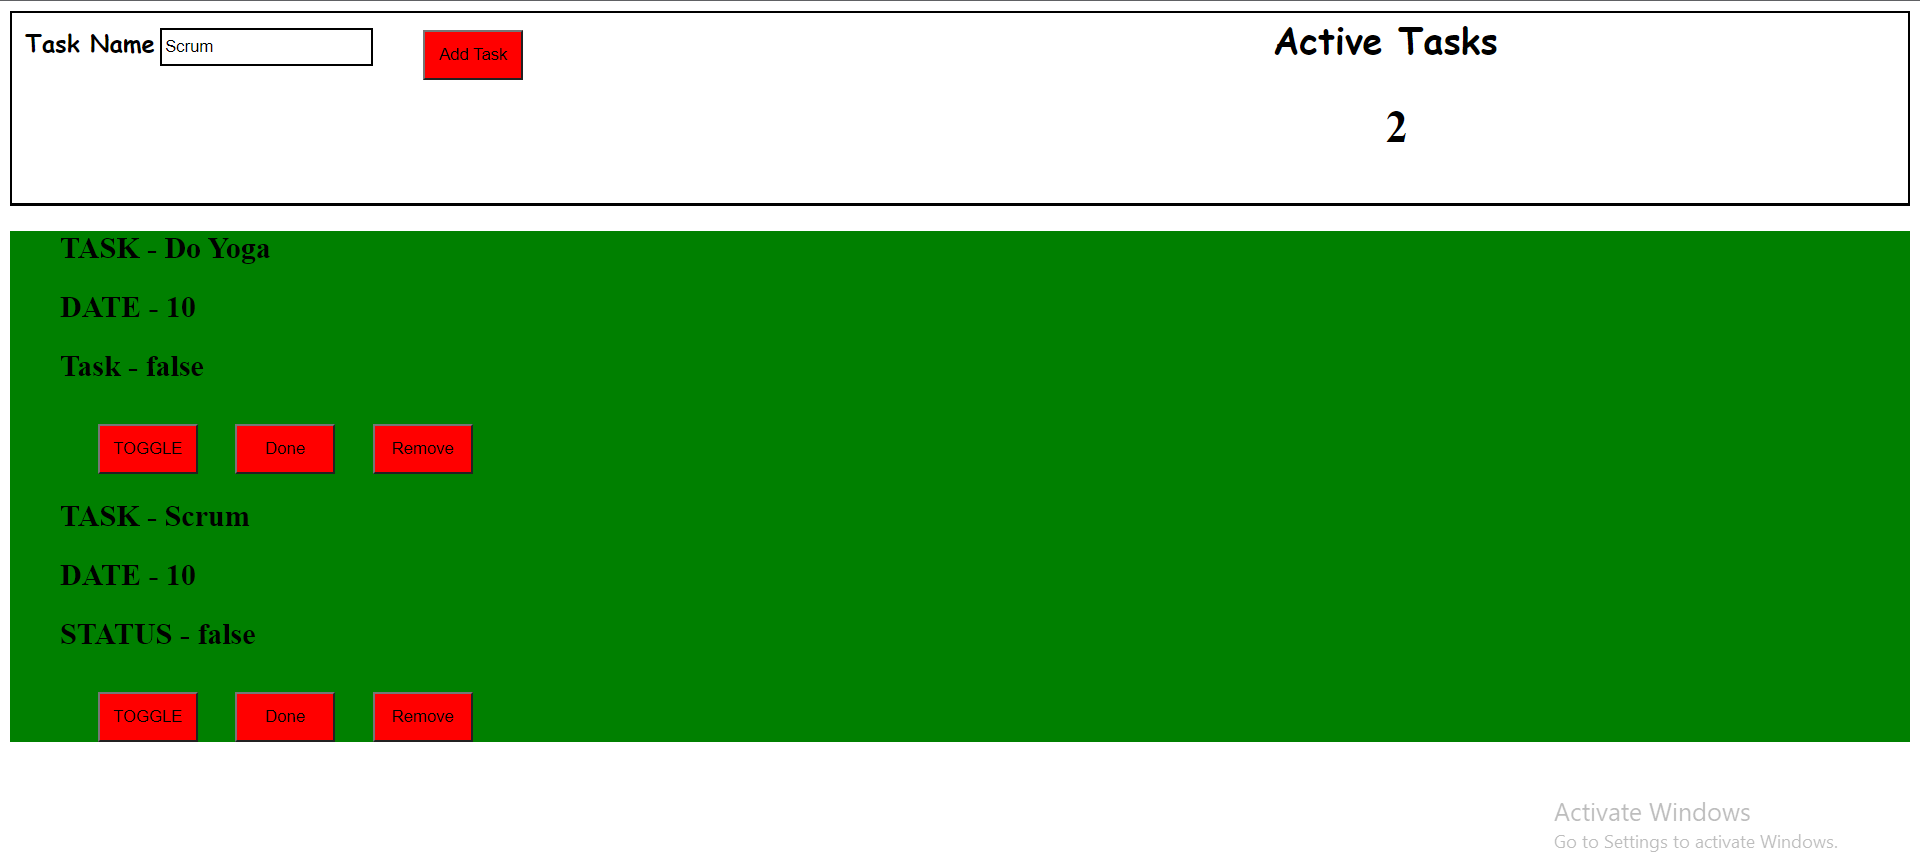 Task Name Scrum Add Task
Active Tasks
2
TASK - Do Yoga
DATE - 10
Task - false
TOGGLE Done Remove
TASK - Scrum
DATE - 10
STATUS - false
TOGGLE Done Remove
Activate Windows
Go to Settings to activate Windows.